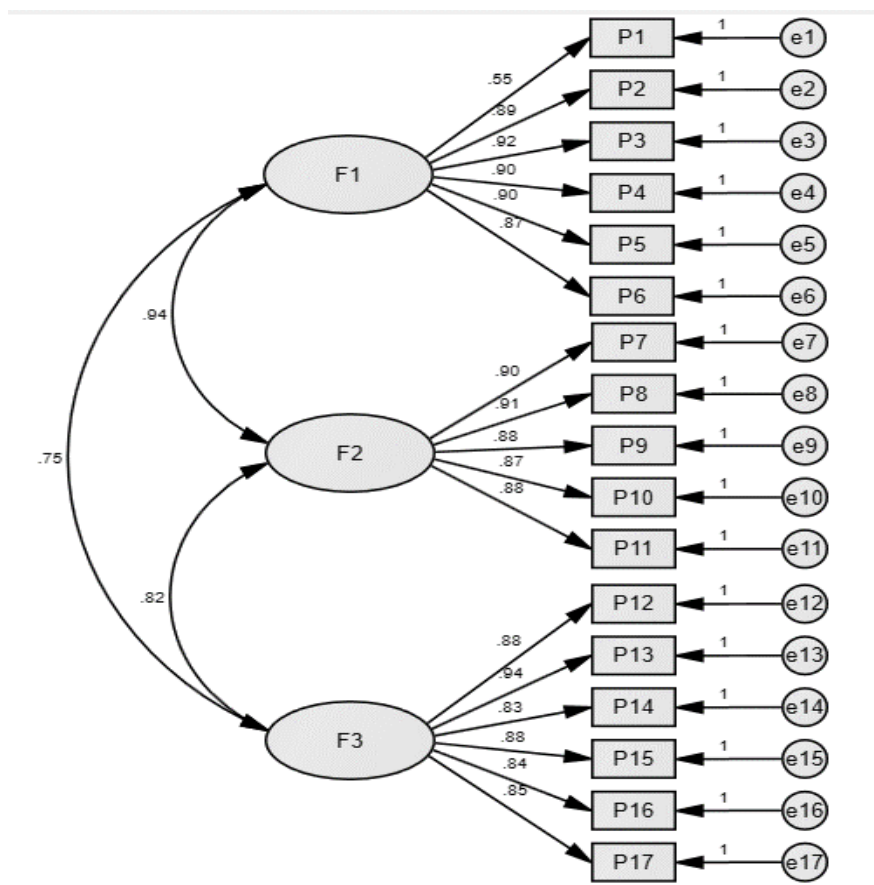 P1
1
e1
.55
P2
1
e2
.89
P3
1
e3
.92
F1
.90
P4
1
e4
.90
P5
1
e5
.87
P6
1
e6
.94
P7
1
e7
.90
P8
1
e8
.91
P9
1
e9
.88
F2
.75
.87
P10
1
e10
.88
P11
1
e11
.82
P12
1
e12
.88
P13
1
e13
.94
P14
1
e14
.83
F3
.88
P15
1
e15
.84
P16
1
e16
.85
P17
1
e17